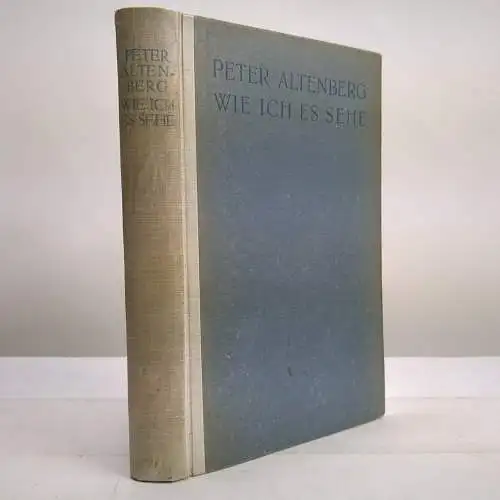 PETER
ALTEN-
BERG
WIE ICH
ES SEHE
PETER ALTENBERG
WIE ICH ES SEHE